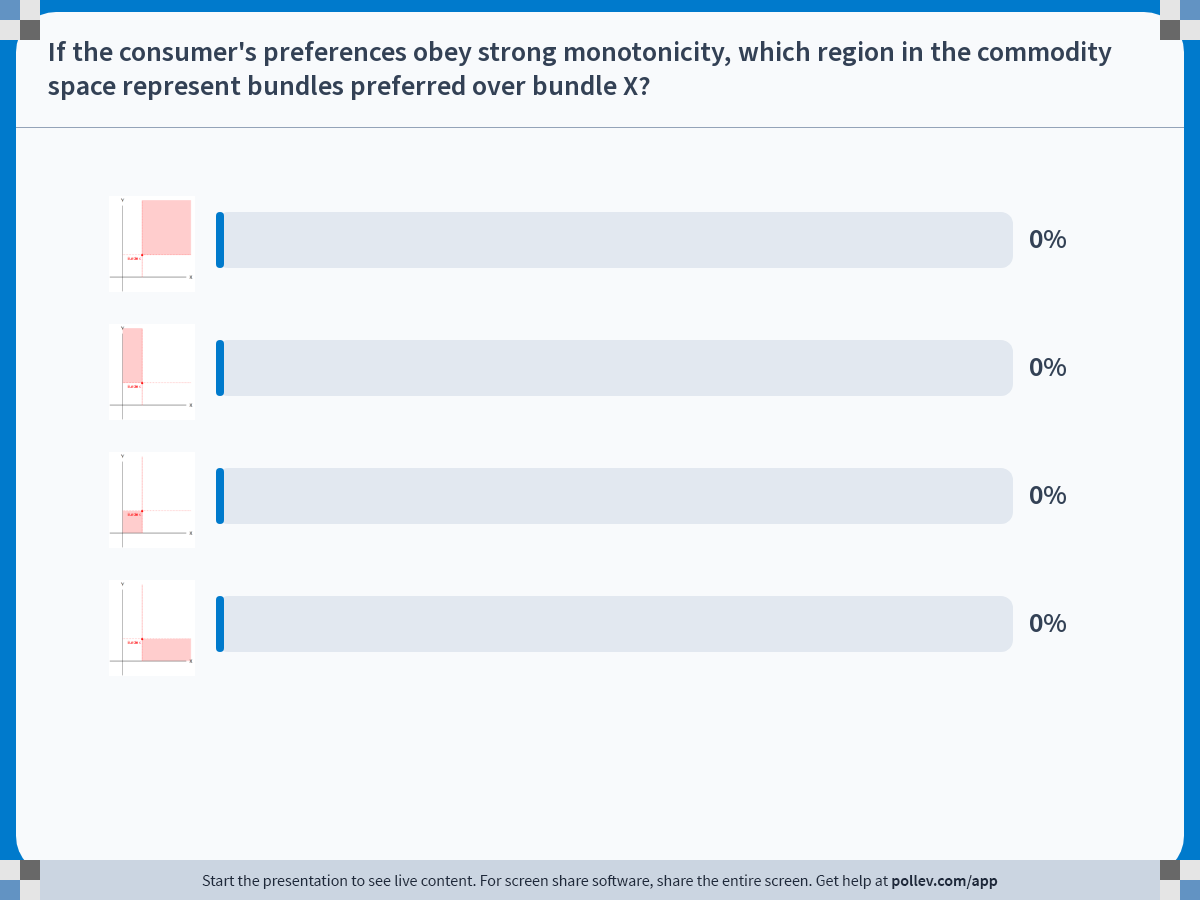 If the consumer's preferences obey strong monotonicity, which region in the commodity
space represent bundles preferred over bundle X?
Y
X
0%
Y
X
0%
Y
X
0%
Y
X
0%
Start the presentation to see live content. For screen share software, share the entire screen. Get help at pollev.com/app